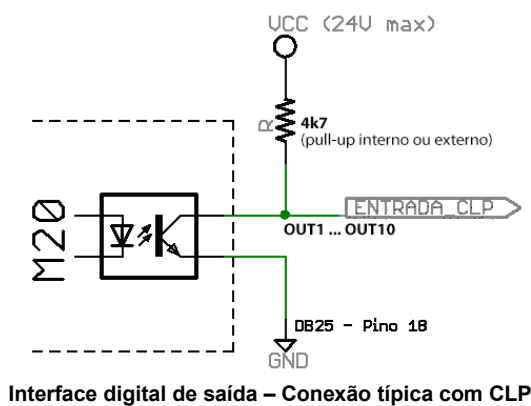 VCC (24V max)
R
4k7
(pull-up interno ou externo)
M20
ENTRADA_CLP
OUT1 ... OUT10
DB25 - Pino 18
GND
Interface digital de saída – Conexão típica com CLP